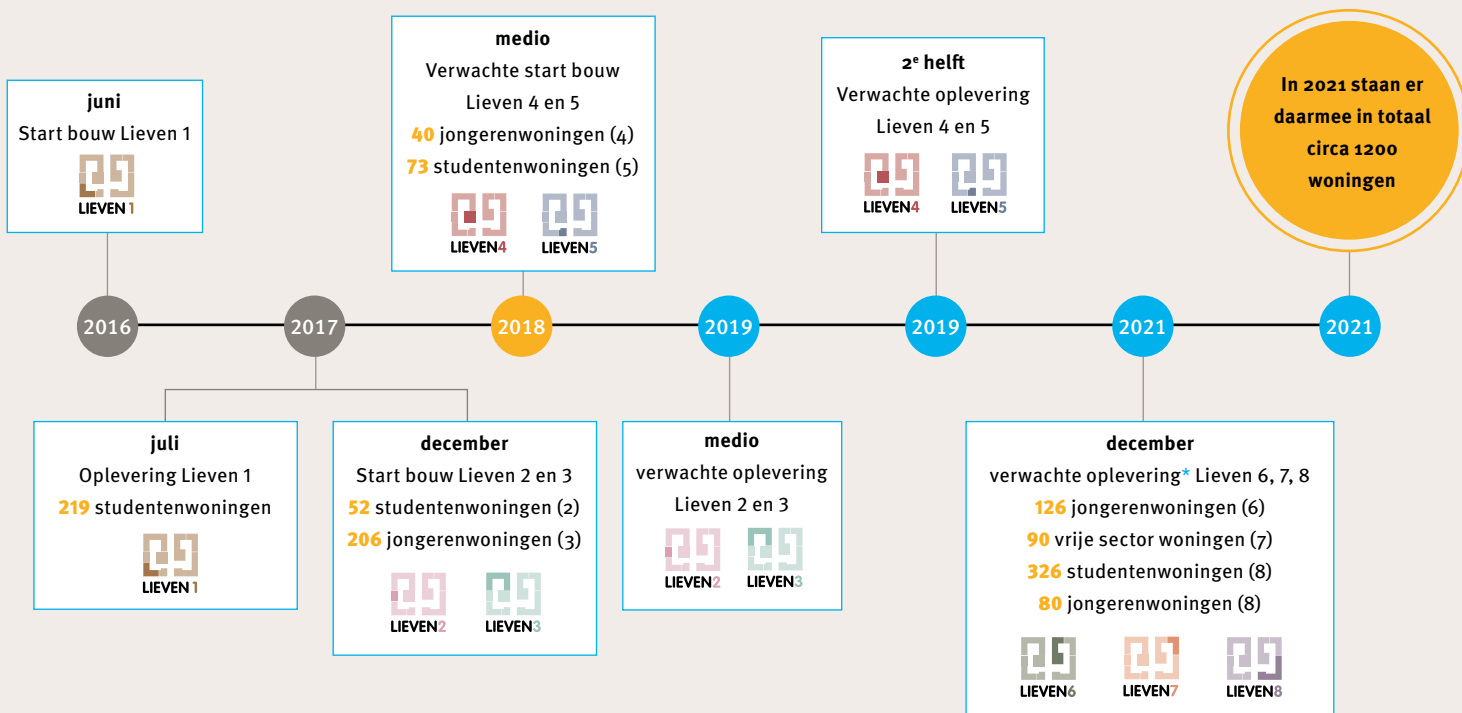 juni
Start bouw Lieven 1
LIEVEN 1
medio
Verwachte start bouw
Lieven 4 en 5
40 jongerenwoningen (4)
73 studentenwoningen (5)
LIEVEN4
LIEVEN5
2e helft
Verwachte oplevering
Lieven 4 en 5
LIEVEN4
LIEVEN5
In 2021 staan er
daarmee in totaal
circa 1200
woningen
2016
2017
2018
2019
2019
2021
2021
juli
Oplevering Lieven 1
219 studentenwoningen
LIEVEN 1
december
Start bouw Lieven 2 en 3
52 studentenwoningen (2)
206 jongerenwoningen (3)
LIEVEN2
LIEVEN3
medio
verwachte oplevering
Lieven 2 en 3
LIEVEN2
LIEVEN3
december
verwachte oplevering* Lieven 6, 7, 8
126 jongerenwoningen (6)
90 vrije sector woningen (7)
326 studentenwoningen (8)
80 jongerenwoningen (8)
LIEVEN6
LIEVEN7
LIEVEN8